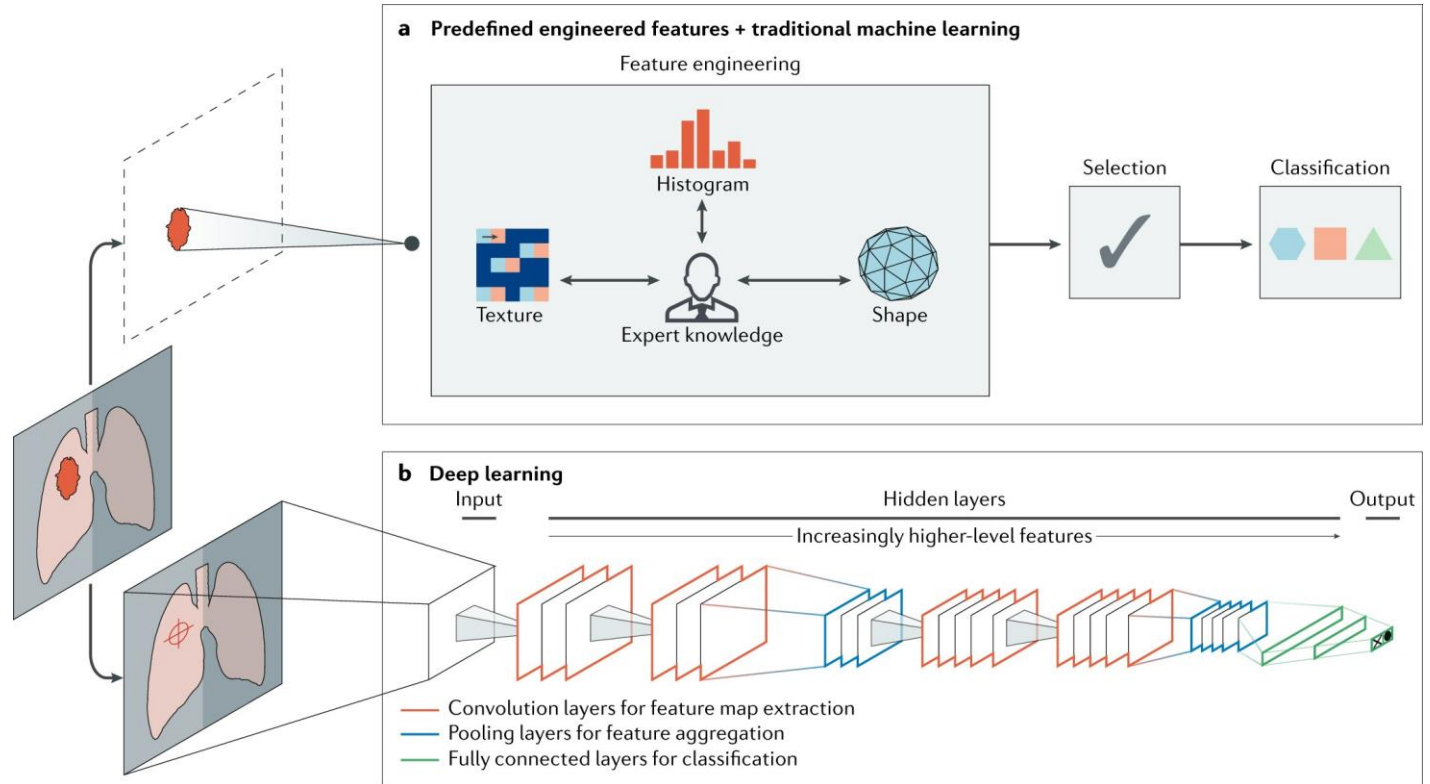 a Predefined engineered features + traditional machine learning
Feature engineering
Histogram
Texture
Expert knowledge
Shape
Selection
Classification
b Deep learning
Input
Hidden layers
Output
Increasingly higher-level features
Convolution layers for feature map extraction
Pooling layers for feature aggregation
Fully connected layers for classification